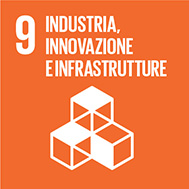 9 INDUSTRIA,
INNOVAZIONE
E INFRASTRUTTURE